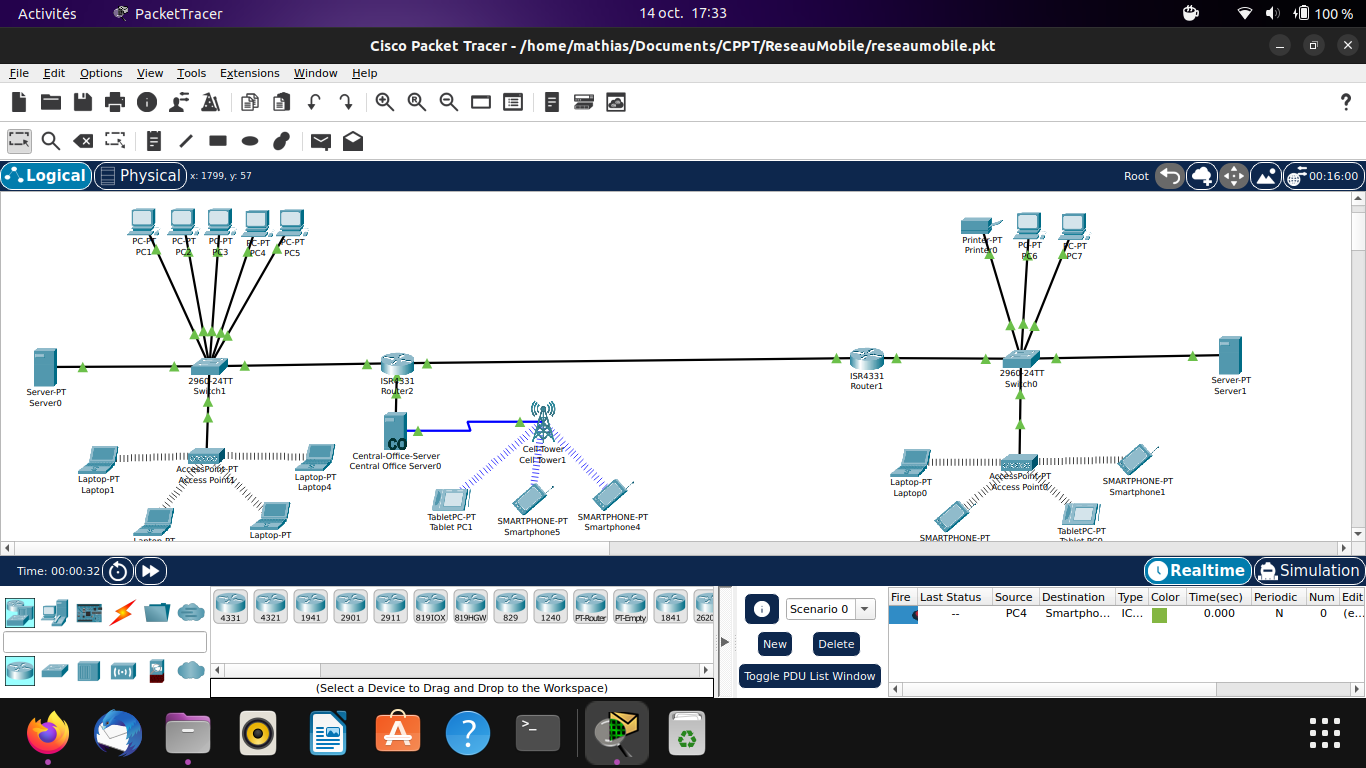 Activités PacketTracer 14 oct. 17:33 100 %
Cisco Packet Tracer - /home/mathias/Documents/CPPT/ReseauMobile/reseaumobile.pkt
File Edit Options View Tools Extensions Window Help
Logical Physical x: 1799, y: 57 Root 00:16:00
PC-PT
PC1
PC-PT
PC2
PC-PT
PC3
PC-PT
PC4
PC-PT
PC5
Printer-PT
Printer0
PC-PT
PC6
PC-PT
PC7
Server-PT
Server0
2960-24TT
Switch1
ISR4331
Router2
ISR4331
Router1
2960-24TT
Switch0
Server-PT
Server1
CO
Central-Office-Server
Central Office Server0
Cell-Tower
Cell Tower1
Laptop-PT
Laptop1
AccessPoint-PT
Access Point1
Laptop-PT
Laptop4
Laptop-PT
Laptop-PT
TabletPC-PT
Tablet PC1
SMARTPHONE-PT
Smartphone5
SMARTPHONE-PT
Smartphone4
Laptop-PT
Laptop0
AccessPoint-PT
Access Point0
SMARTPHONE-PT
Smartphone1
SMARTPHONE-PT
TabletPC-PT
Tablet PC0
Time: 00:00:32 Realtime Simulation
4331 4321 1941 2901 2911 819IOX 819HGW 829 1240 PT-Router PT-Empty 1841 2620
(Select a Device to Drag and Drop to the Workspace)
Scenario 0
New Delete
Toggle PDU List Window
Fire Last Status Source Destination Type Color Time(sec) Periodic Num Edit
-- PC4 Smartpho... IC... 0.000 N 0 (e...